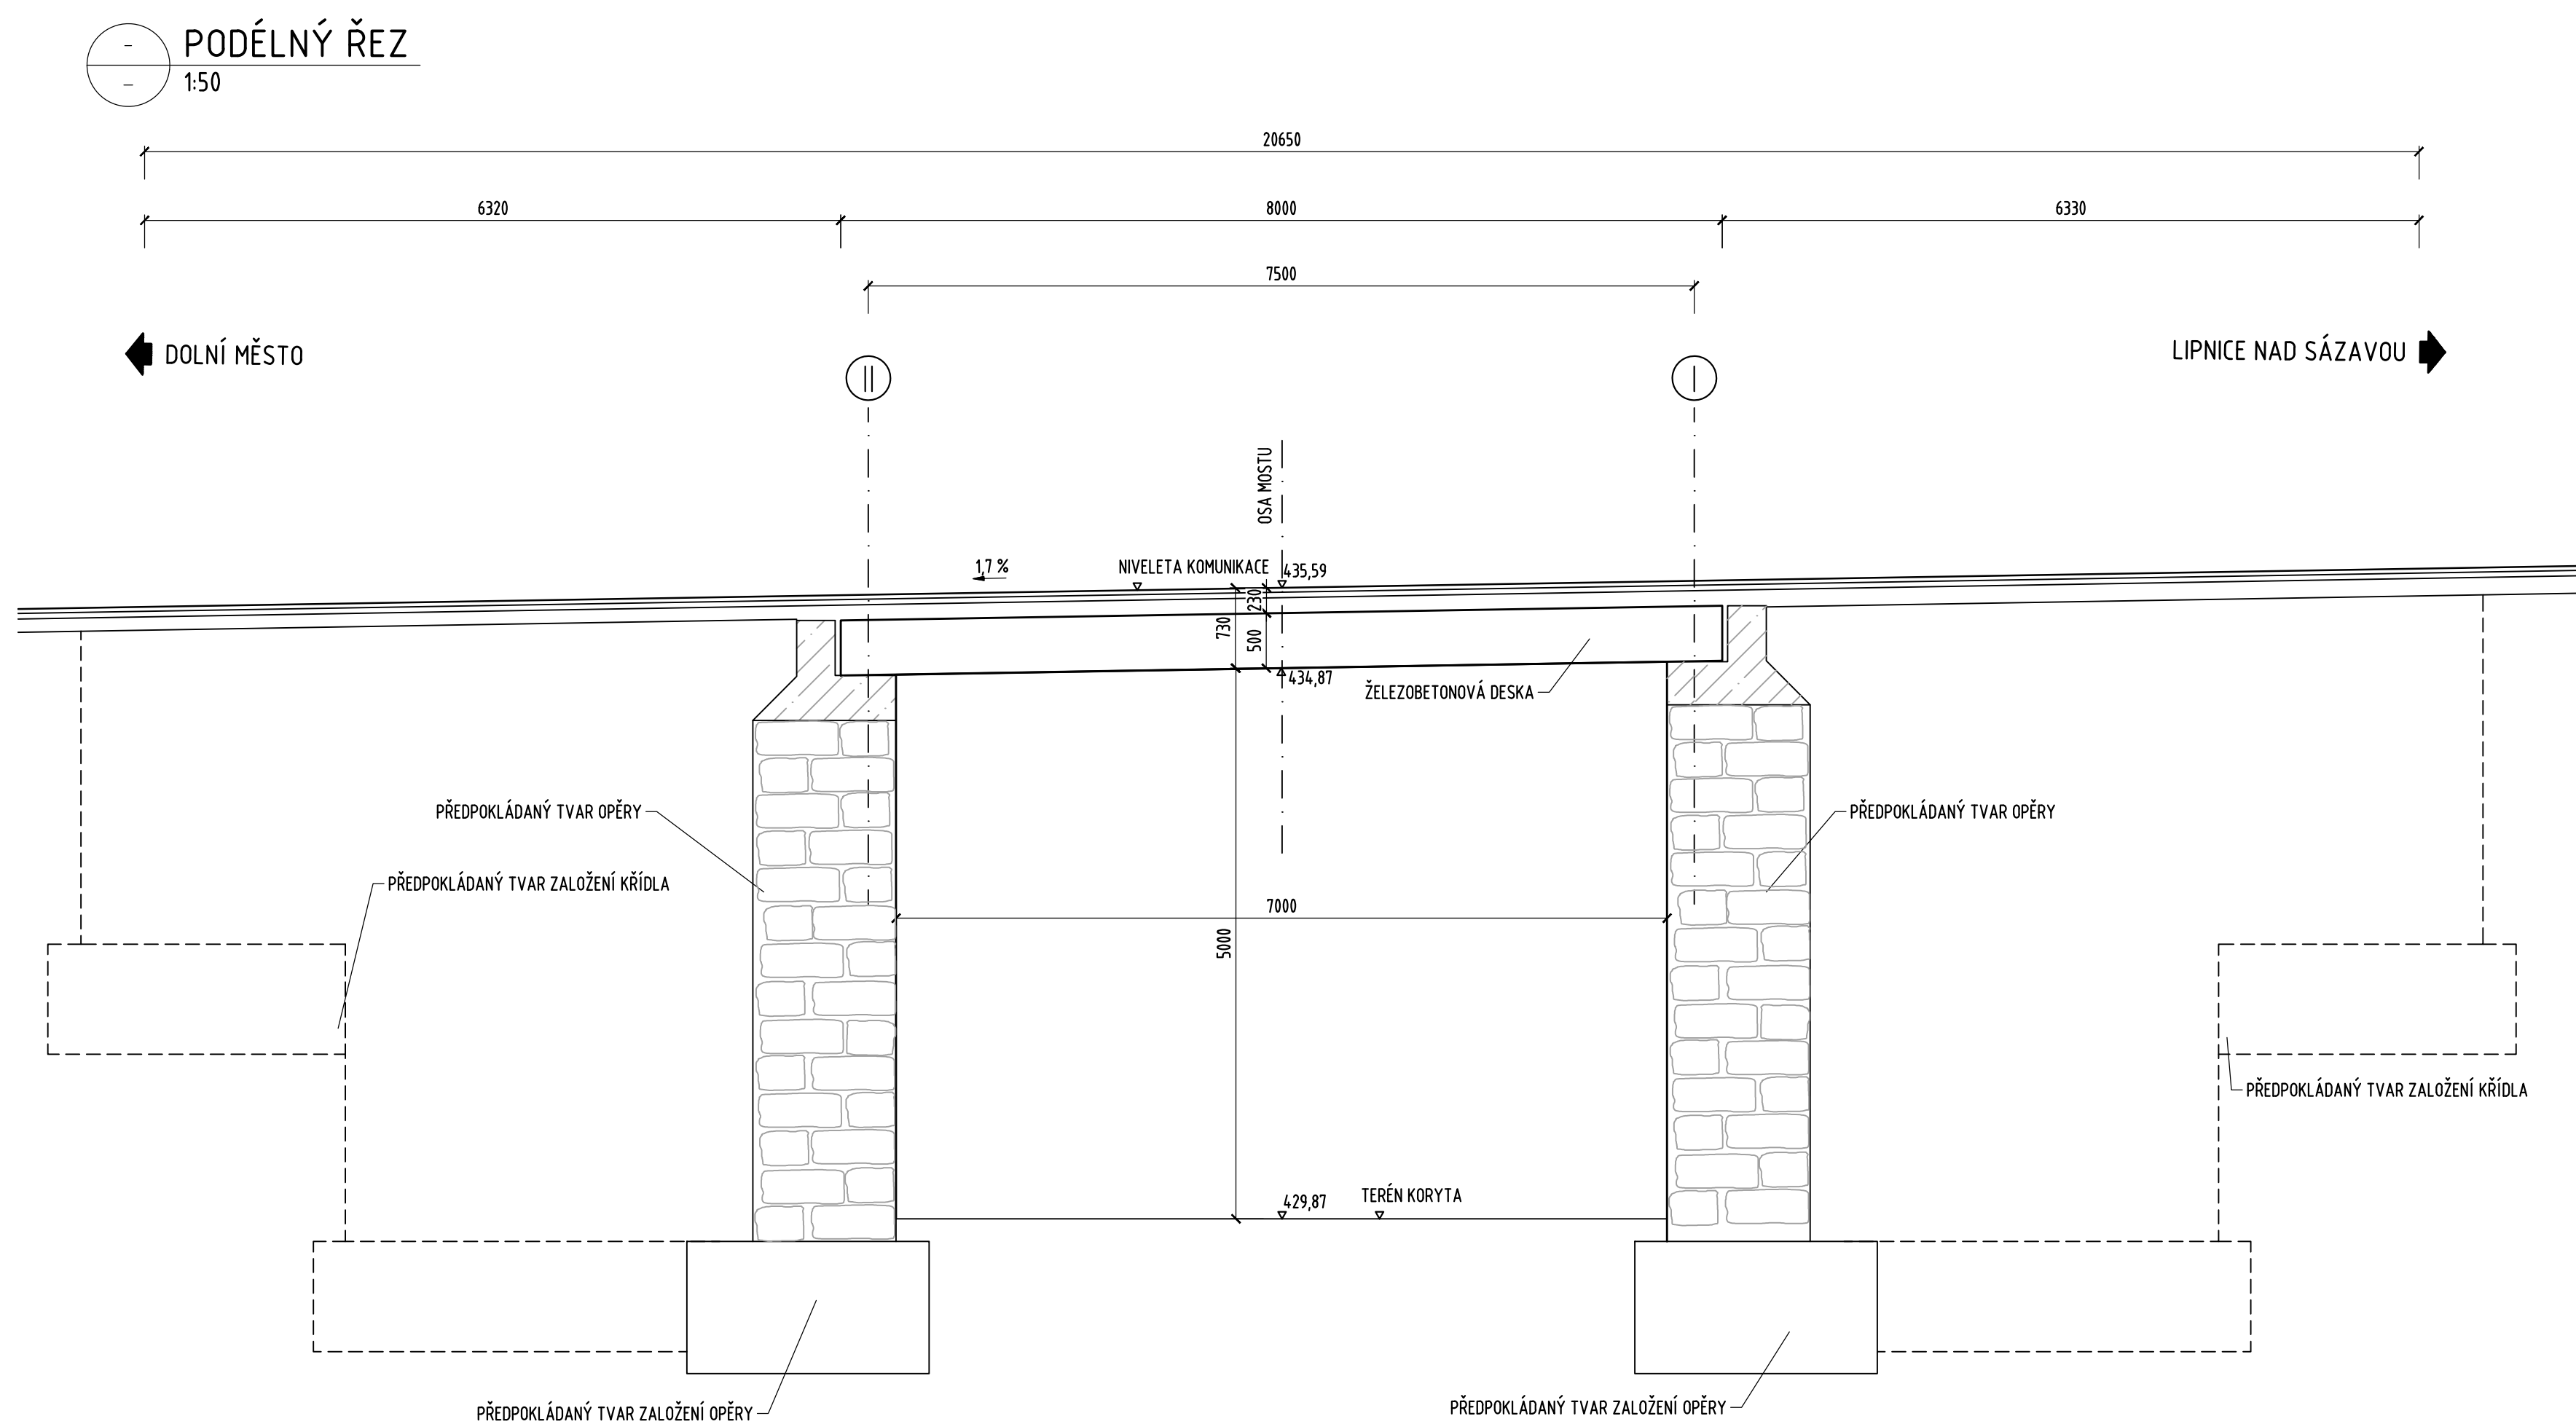 PODÉLNÝ ŘEZ
1:50
20650
6320
8000
6330
7500
DOLNÍ MĚSTO
LIPNICE NAD SÁZAVOU
II
I
OSA MOSTU
1,7 %
NIVELETA KOMUNIKACE
435,59
230
730
500
434,87
ŽELEZOBETONOVÁ DESKA
PŘEDPOKLÁDANÝ TVAR OPĚRY
PŘEDPOKLÁDANÝ TVAR OPĚRY
PŘEDPOKLÁDANÝ TVAR ZALOŽENÍ KŘÍDLA
7000
5000
PŘEDPOKLÁDANÝ TVAR ZALOŽENÍ KŘÍDLA
429,87
TERÉN KORYTA
PŘEDPOKLÁDANÝ TVAR ZALOŽENÍ OPĚRY
PŘEDPOKLÁDANÝ TVAR ZALOŽENÍ OPĚRY